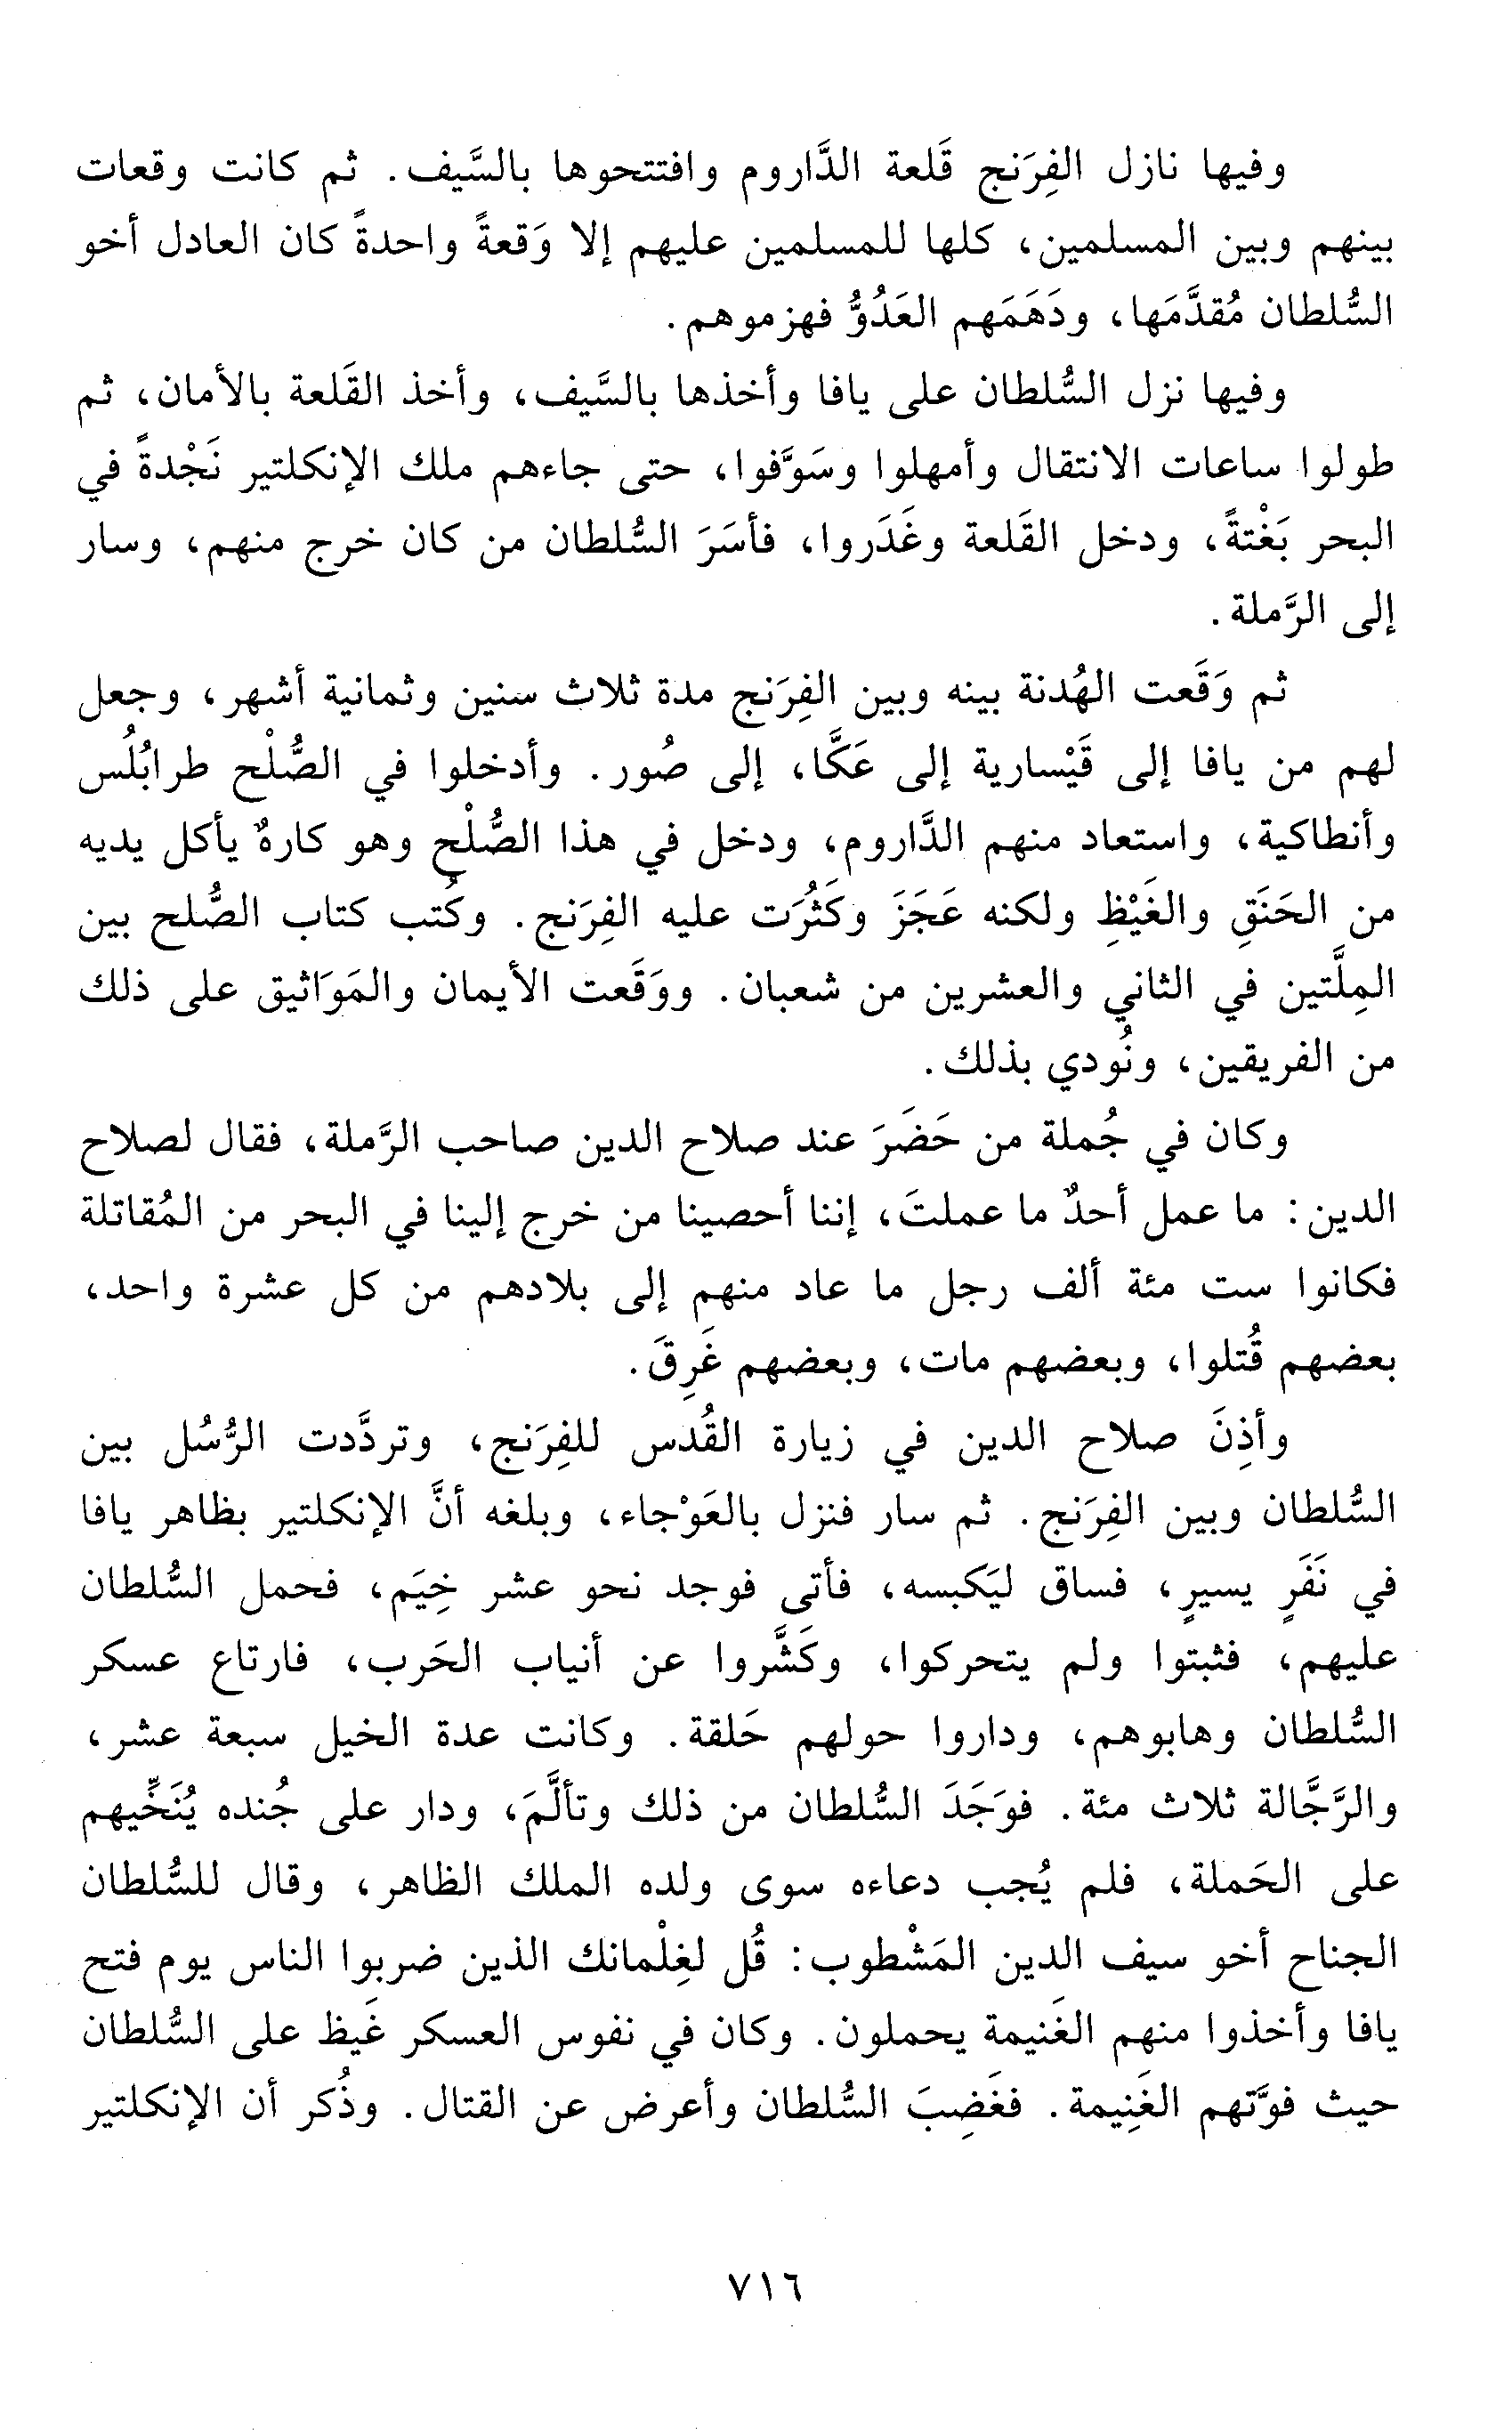 وفيها نازل الفِرَنج قَلعة الدَّاروم وافتتحوها بالسَّيف. ثم كانت وقعات
بينهم وبين المسلمين، كلها للمسلمين عليهم إلا وَقعةً واحدةً كان العادل أخو
السُّلطان مُقدَّمَها، ودَهَمَهم العَدُوُّ فهزموهم.
وفيها نزل السُّلطان على يافا وأخذها بالسَّيف، وأخذ القَلعة بالأمان، ثم
طولوا ساعات الانتقال وأمهلوا وسَوَّفوا، حتى جاءهم ملك الإنكلتير نَجْدةً في
البحر بَغْتةً، ودخل القَلعة وغَدَروا، فأسَرَ السُّلطان من كان خرج منهم، وسار
إلى الرَّملة.
ثم وَقَعت الهُدنة بينه وبين الفِرَنج مدة ثلاث سنين وثمانية أشهر، وجعل
لهم من يافا إلى قَيْسارية إلى عَكَّا، إلى صُور. وأدخلوا في الصُّلْح طرابُلُس
وأنطاكية، واستعاد منهم الدَّاروم، ودخل في هذا الصُّلْح وهو كارهٌ يأكل يديه
من الحَنَقِ والغَيْظِ ولكنه عَجَزَ وكَثُرَت عليه الفِرَنج. وكُتب كتاب الصُّلح بين
المِلَّتين في الثاني والعشرين من شعبان. ووَقَعت الأيمان والمَوَاثيق على ذلك
من الفريقين، ونُودي بذلك.
وكان في جُملة من حَضَرَ عند صلاح الدين صاحب الرَّملة، فقال لصلاح
الدين: ما عمل أحدٌ ما عملتَ، إننا أحصينا من خرج إلينا في البحر من المُقاتلة
فكانوا ست مئة ألف رجل ما عاد منهم إلى بلادهم من كل عشرة واحد،
بعضهم قُتلوا، وبعضهم مات، وبعضهم غَرِقَ.
وأذِنَ صلاح الدين في زيارة القُدس للفِرَنج، وتردَّدت الرُّسُل بين
السُّلطان وبين الفِرَنج. ثم سار فنزل بالعَوْجاء، وبلغه أنَّ الإنكلتير بظاهر يافا
في نَفَرٍ يسيرٍ، فساق ليَكبسه، فأتى فوجد نحو عشر خِيَم، فحمل السُّلطان
عليهم، فثبتوا ولم يتحركوا، وكَشَّروا عن أنياب الحَرب، فارتاع عسكر
السُّلطان وهابوهم، وداروا حولهم حَلقة. وكانت عدة الخيل سبعة عشر،
والرَّجَّالة ثلاث مئة. فوَجَدَ السُّلطان من ذلك وتألَّمَ، ودار على جُنده يُنَخِّيهم
على الحَملة، فلم يُجب دعاءه سوى ولده الملك الظاهر، وقال للسُّلطان
الجناح أخو سيف الدين المَشْطوب: قُل لغِلْمانك الذين ضربوا الناس يوم فتح
يافا وأخذوا منهم الغَنيمة يحملون. وكان في نفوس العسكر غَيظ على السُّلطان
حيث فوَّتهم الغَنِيمة. فغَضِبَ السُّلطان وأعرض عن القتال. وذُكر أن الإنكلتير
٧١٦